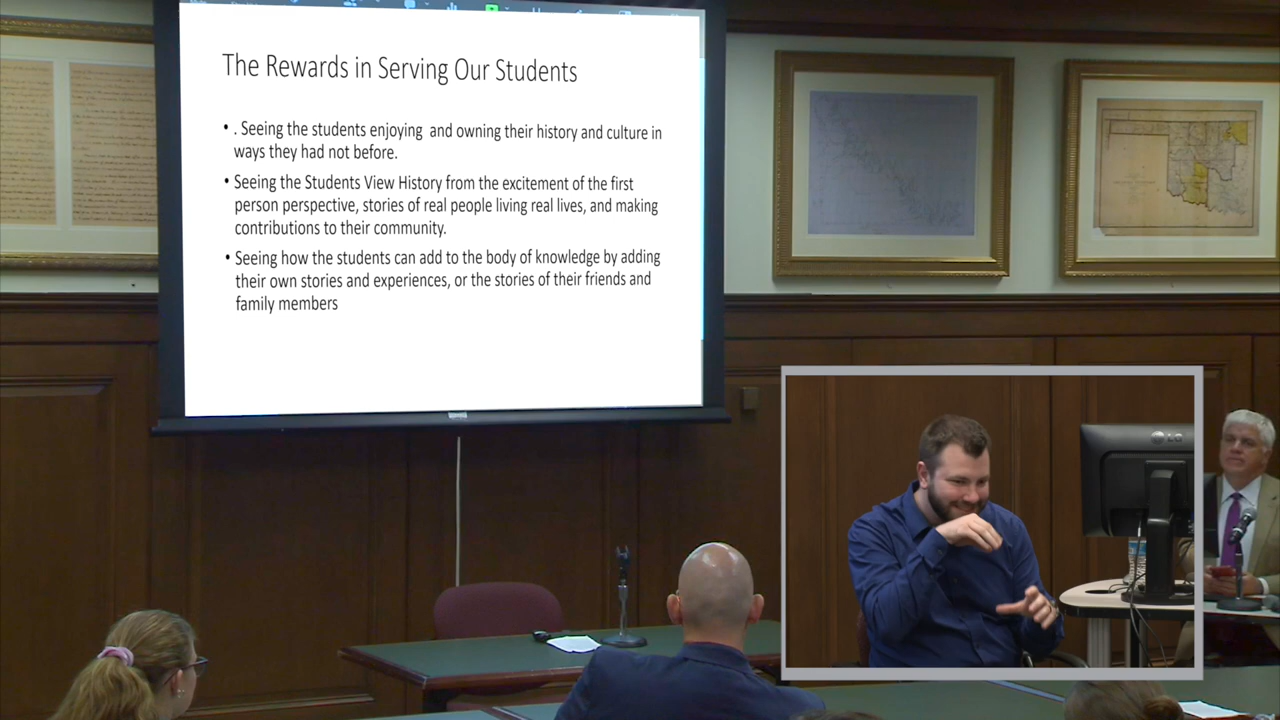 The Rewards in Serving Our Students
• . Seeing the students enjoying and owning their history and culture in
ways they had not before.
• Seeing the Students View History from the excitement of the first
person perspective, stories of real people living real lives, and making
contributions to their community.
• Seeing how the students can add to the body of knowledge by adding
their own stories and experiences, or the stories of their friends and
family members
LG